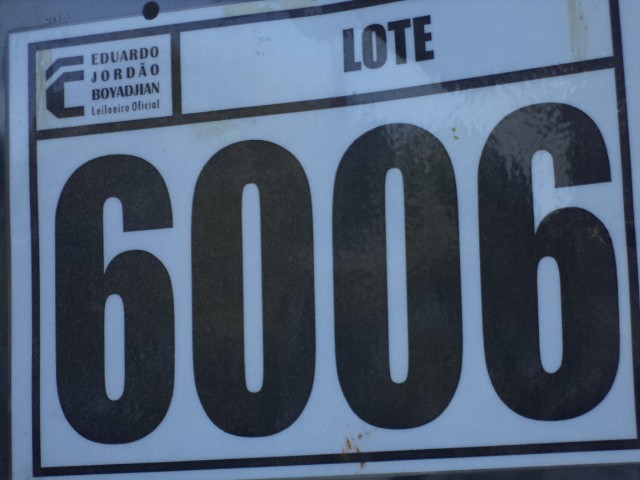 EDUARDO
JORDÃO
BOYADJIAN
Leiloeiro Oficial
LOTE
6006